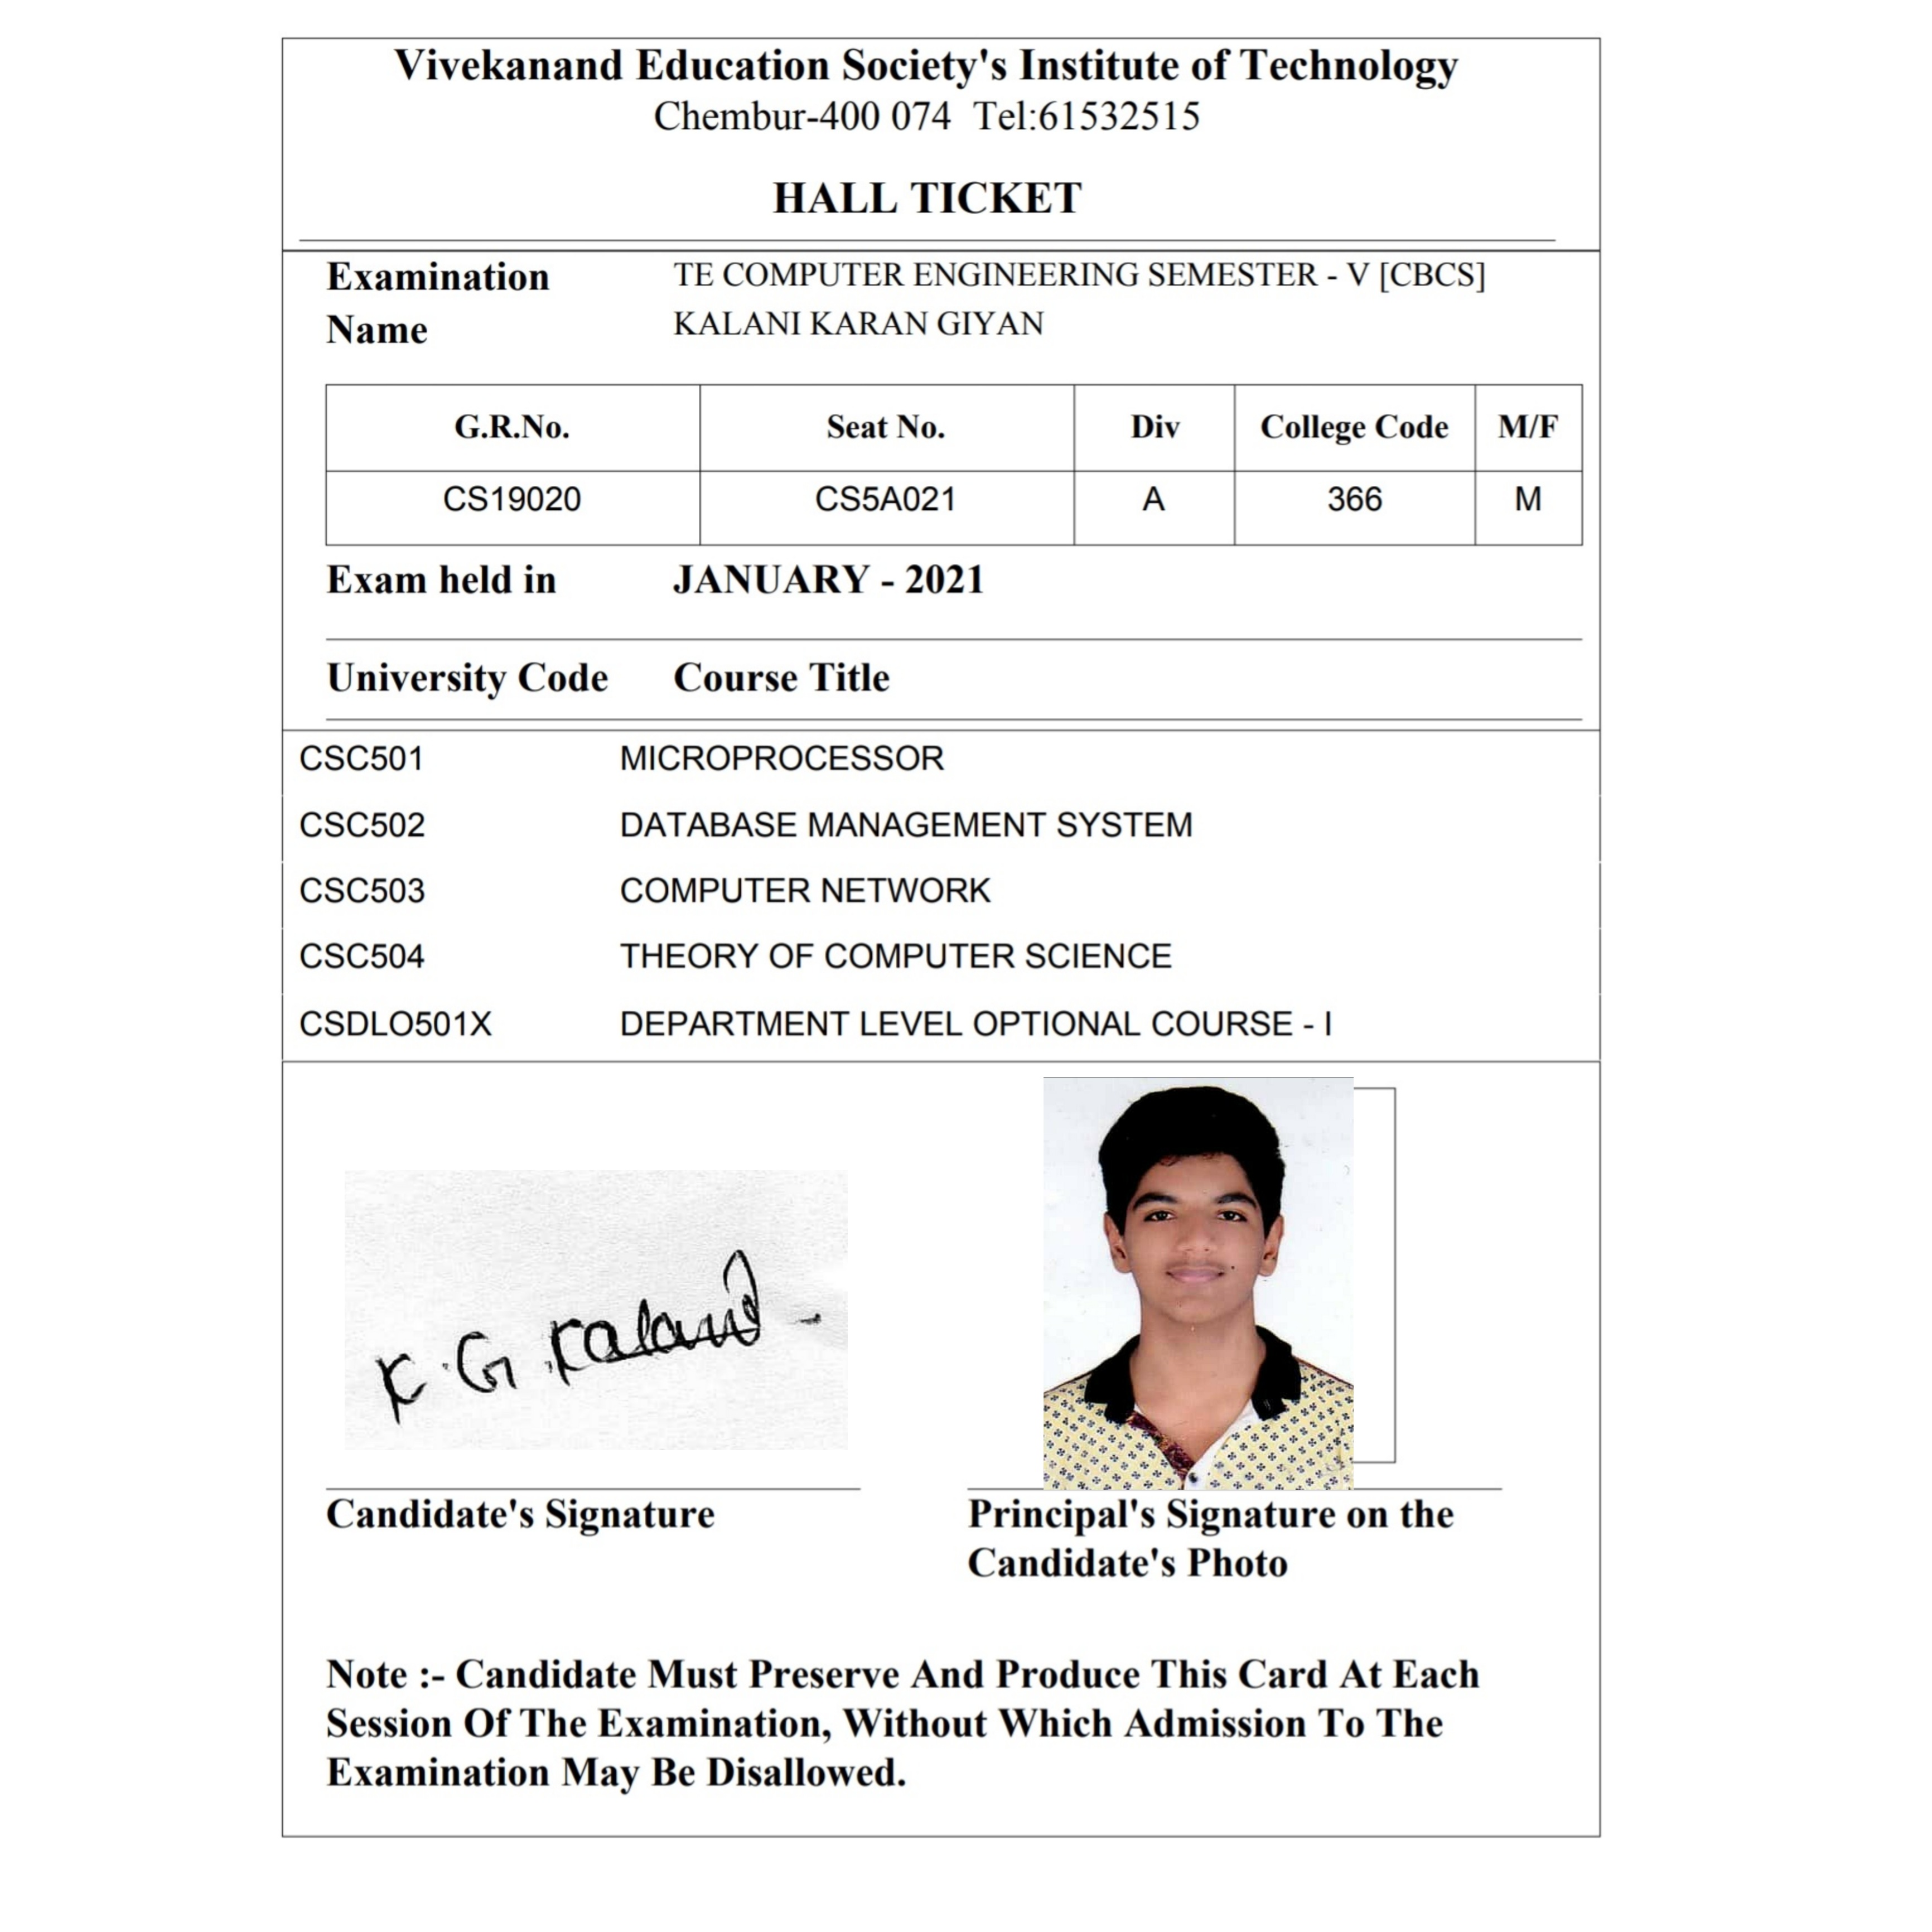 Vivekanand Education Society's Institute of Technology
Chembur-400 074 Tel:61532515
HALL TICKET
Examination TE COMPUTER ENGINEERING SEMESTER - V [CBCS]
Name KALANI KARAN GIYAN
G.R.No. Seat No. Div College Code M/F
CS19020 CS5A021 A 366 M
Exam held in JANUARY - 2021
University Code Course Title
CSC501 MICROPROCESSOR
CSC502 DATABASE MANAGEMENT SYSTEM
CSC503 COMPUTER NETWORK
CSC504 THEORY OF COMPUTER SCIENCE
CSDLO501X DEPARTMENT LEVEL OPTIONAL COURSE - I
K.G.Kalani
Candidate's Signature
Principal's Signature on the
Candidate's Photo
Note :- Candidate Must Preserve And Produce This Card At Each
Session Of The Examination, Without Which Admission To The
Examination May Be Disallowed.